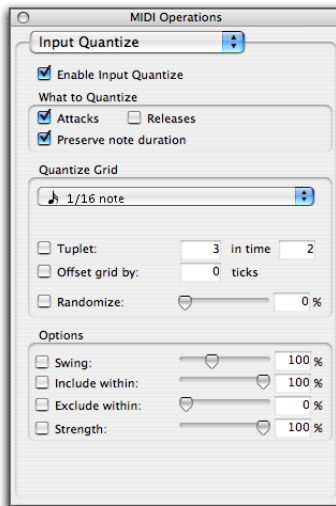 MIDI Operations
Input Quantize
Enable Input Quantize
What to Quantize
Attacks Releases
Preserve note duration
Quantize Grid
1/16 note
Tuplet: 3 in time 2
Offset grid by: 0 ticks
Randomize: 0 %
Options
Swing: 100 %
Include within: 100 %
Exclude within: 0 %
Strength: 100 %